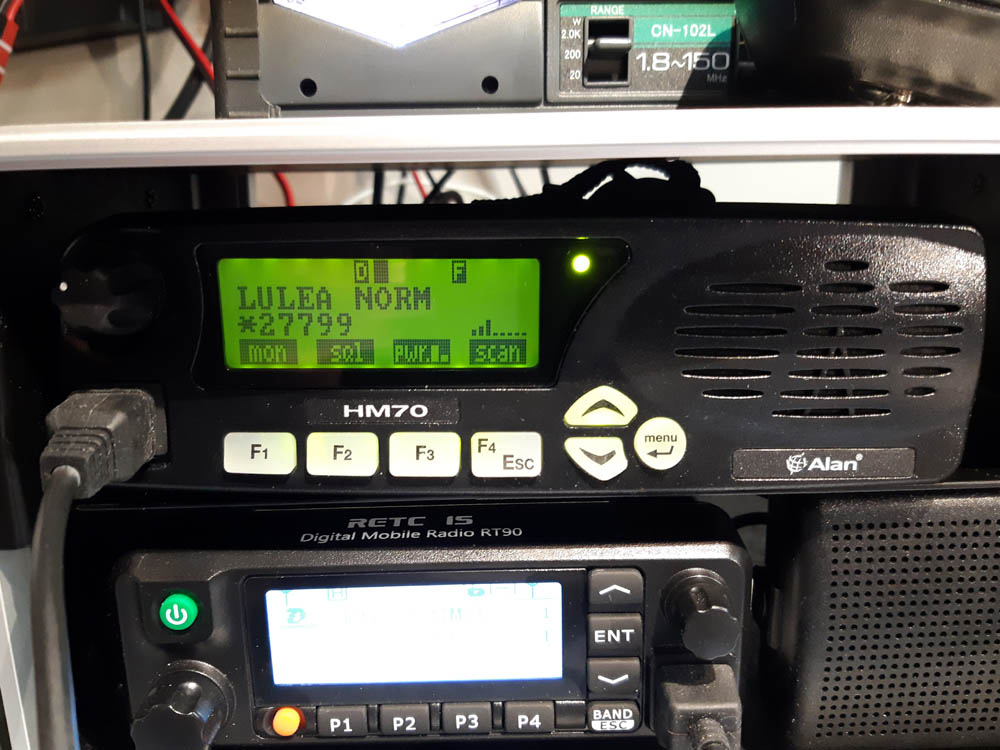 RANGE
W
2.0K
200
20
CN-102L
1.8~150
MHz
D F
LULEA NORM
*27799
mon sql pwr. scan
HM70
F1 F2 F3 F4 ESC
menu
Alan
RETC IS
Digital Mobile Radio RT90
ENT
P1 P2 P3 P4
BAND
ESC